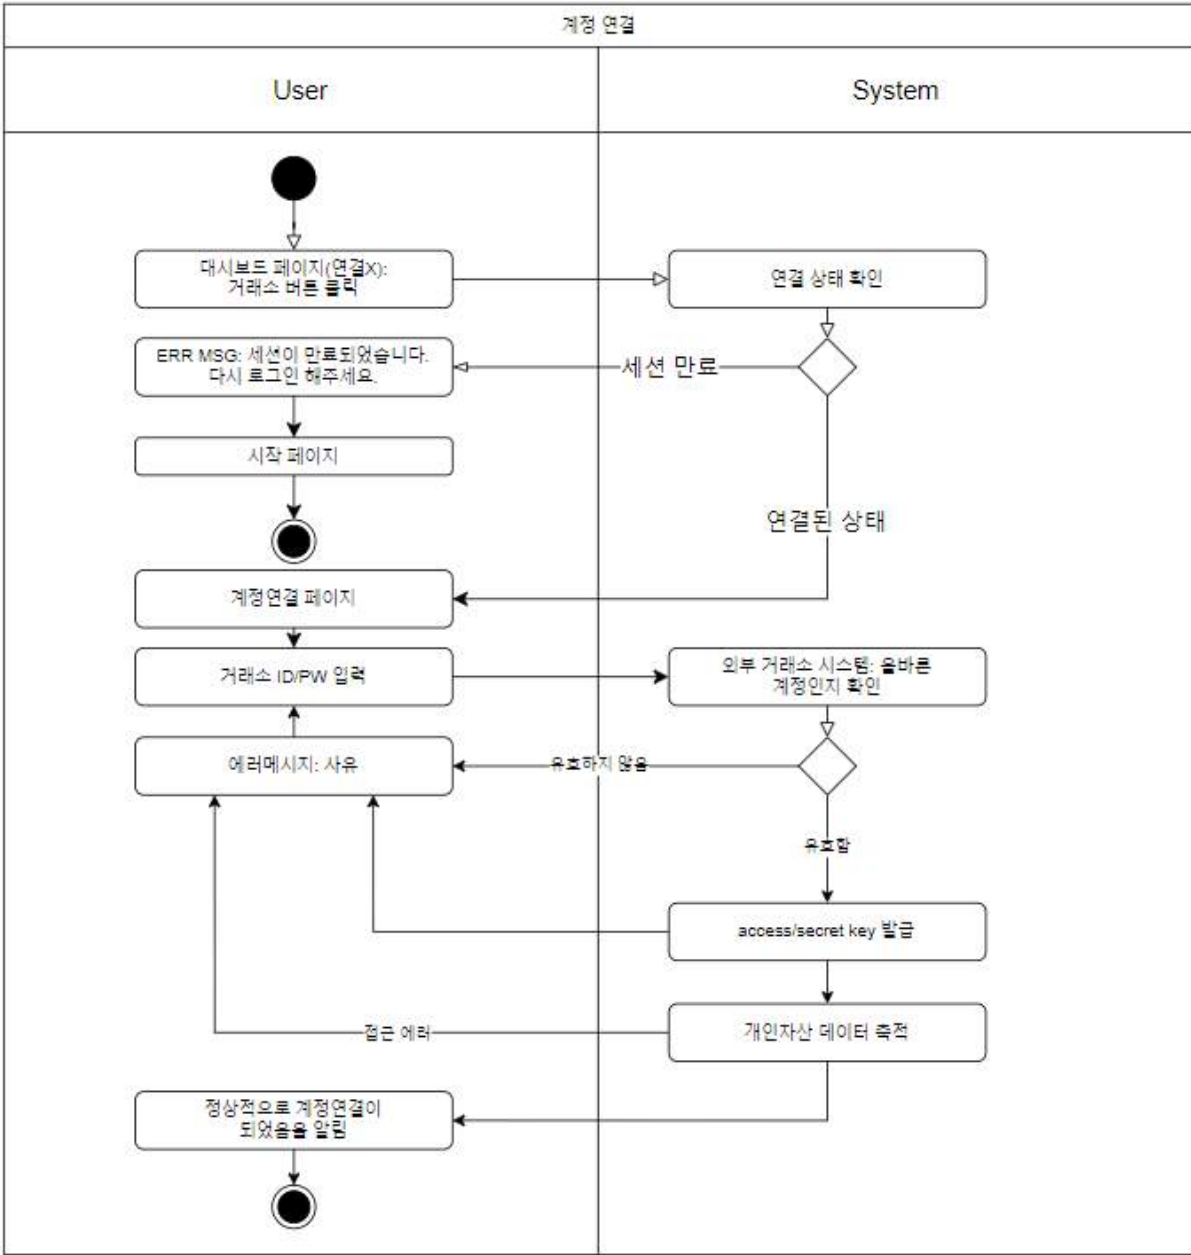 계정 연결
User
System
대시보드 페이지(연결X):
거래소 버튼 클릭
연결 상태 확인
ERR MSG: 세션이 만료되었습니다.
다시 로그인 해주세요.
세션 만료
시작 페이지
연결된 상태
계정연결 페이지
거래소 ID/PW 입력
외부 거래소 시스템: 올바른
계정인지 확인
에러메시지: 사유
유효하지 않음
유효함
access/secret key 발급
접근 에러
개인자산 데이터 축적
정상적으로 계정연결이
되었음을 알림